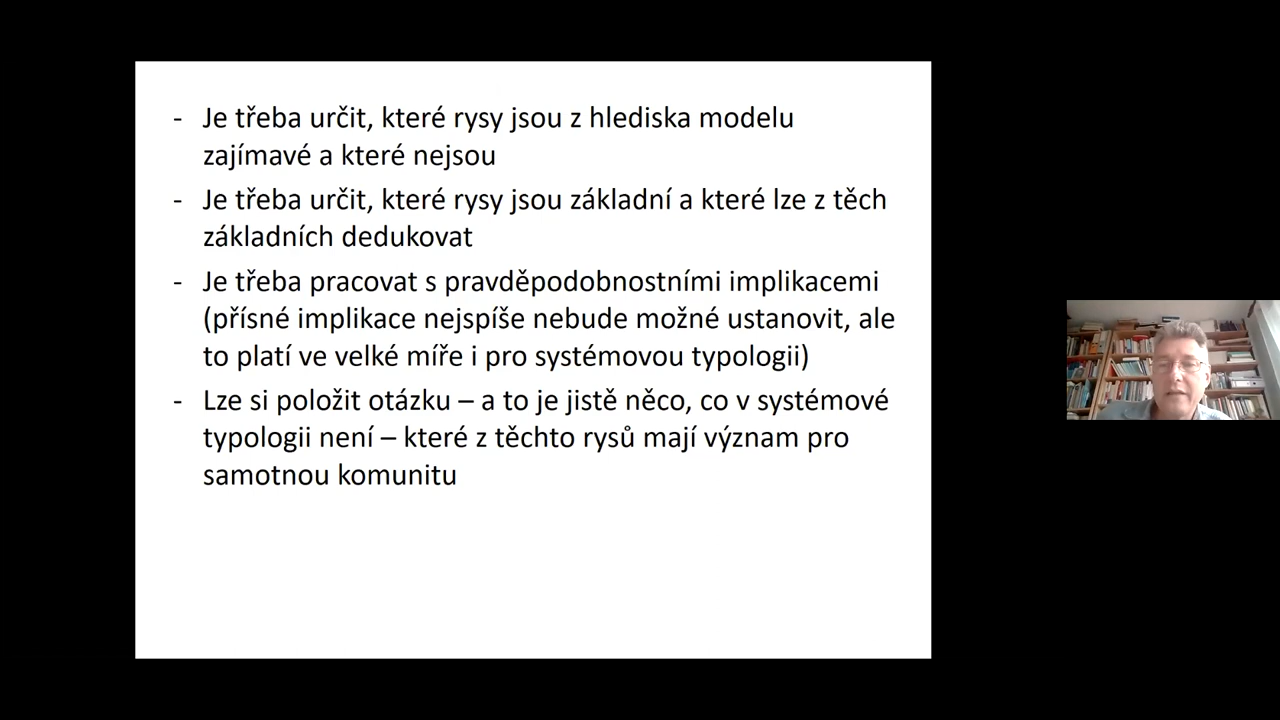 - Je třeba určit, které rysy jsou z hlediska modelu
zajímavé a které nejsou
- Je třeba určit, které rysy jsou základní a které lze z těch
základních dedukovat
- Je třeba pracovat s pravděpodobnostními implikacemi
(přísné implikace nejspíše nebude možné ustanovit, ale
to platí ve velké míře i pro systémovou typologii)
- Lze si položit otázku – a to je jistě něco, co v systémové
typologii není – které z těchto rysů mají význam pro
samotnou komunitu